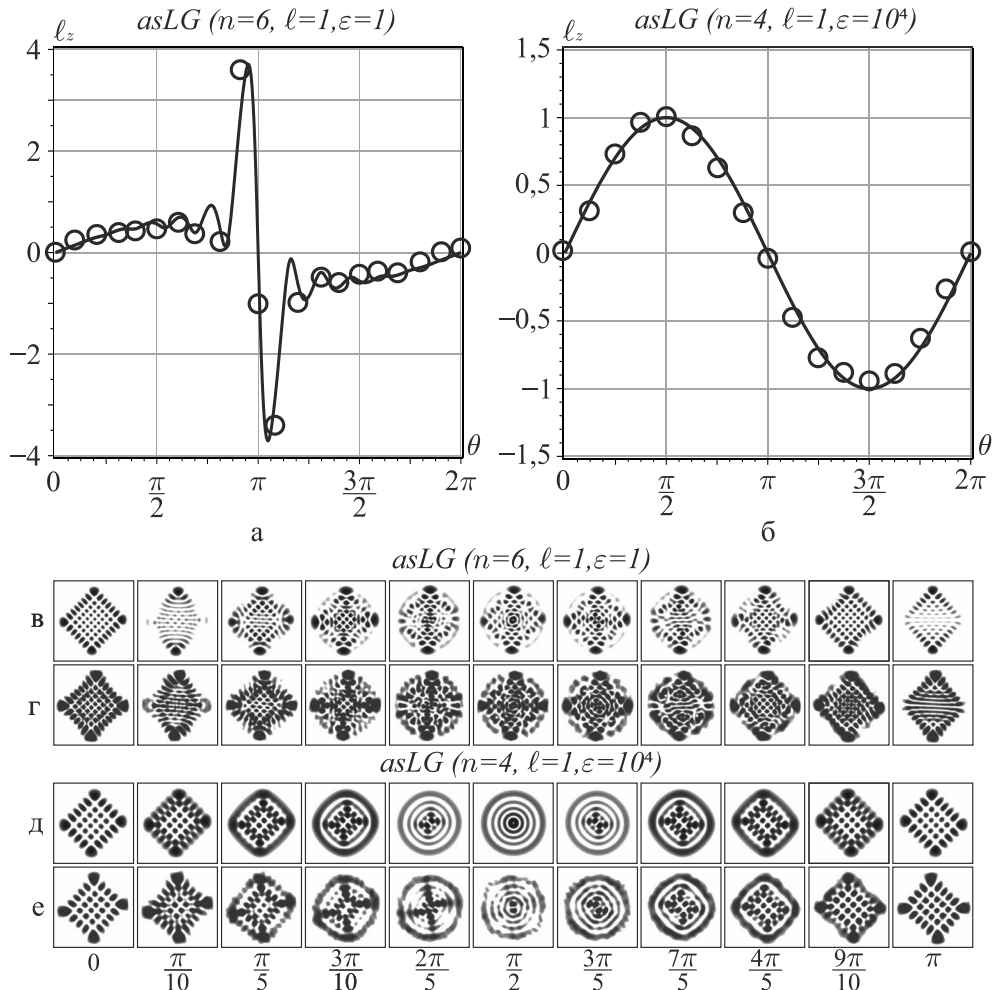 asLG (n=6, ℓ=1,ε=1)
asLG (n=4, ℓ=1,ε=10⁴)
ℓz
4
2
0
−2
−4
0
π/2
π
3π/2
2π
θ
а
ℓz
1,5
1
0,5
0
−0,5
−1
−1,5
0
π/2
π
3π/2
2π
θ
б
asLG (n=6, ℓ=1,ε=1)
в
г
asLG (n=4, ℓ=1,ε=10⁴)
д
е
0 π/10 π/5 3π/10 2π/5 π/2 3π/5 7π/5 4π/5 9π/10 π